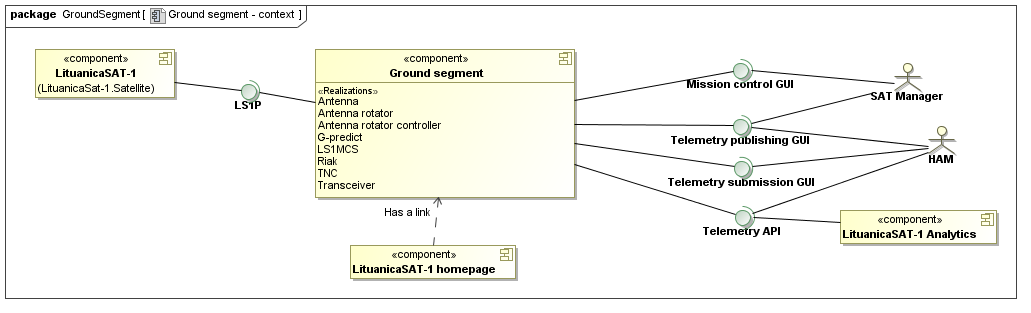 package GroundSegment [ Ground segment - context ]
«component»
LituanicaSAT-1
(LituanicaSat-1.Satellite)
LS1P
«component»
Ground segment
«Realizations»
Antenna
Antenna rotator
Antenna rotator controller
G-predict
LS1MCS
Riak
TNC
Transceiver
Mission control GUI
SAT Manager
Telemetry publishing GUI
HAM
Telemetry submission GUI
Telemetry API
«component»
LituanicaSAT-1 Analytics
Has a link
«component»
LituanicaSAT-1 homepage